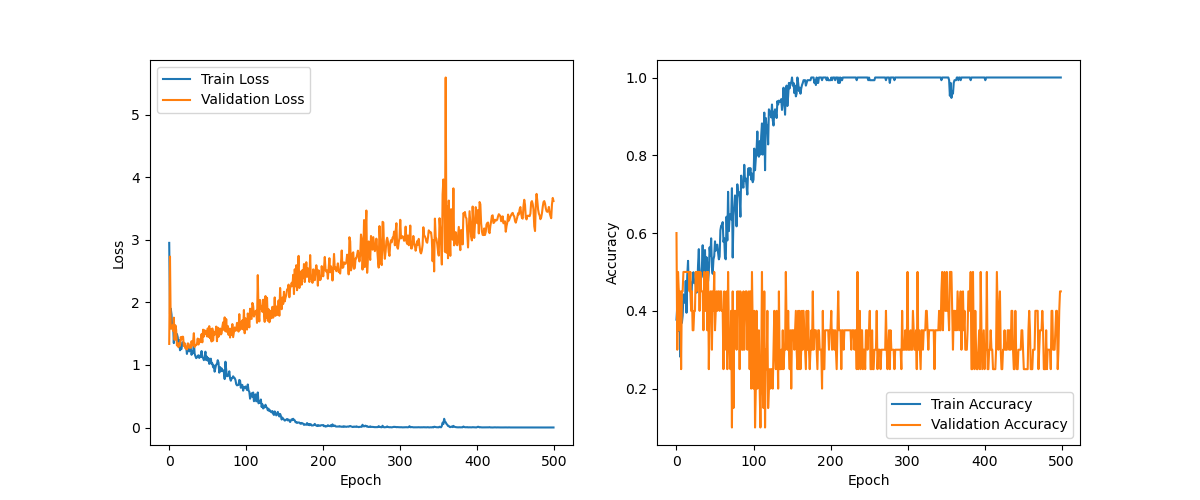 Train Loss
Validation Loss
5
4
3
2
1
0
Loss
0 100 200 300 400 500
Epoch
1.0
0.8
0.6
0.4
0.2
Accuracy
Train Accuracy
Validation Accuracy
0 100 200 300 400 500
Epoch